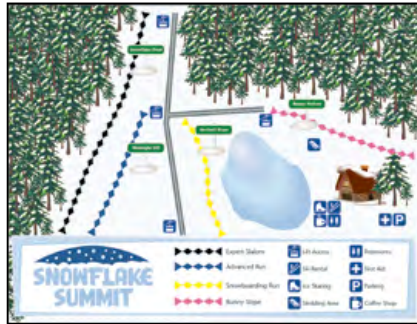 SNOWFLAKE
SUMMIT
Expert Slalom
Advanced Run
Snowboarding Run
Bunny Slope
Lift Access
Ski Rental
Ice Skating
Sledding Area
Restrooms
First Aid
Parking
Coffee Shop